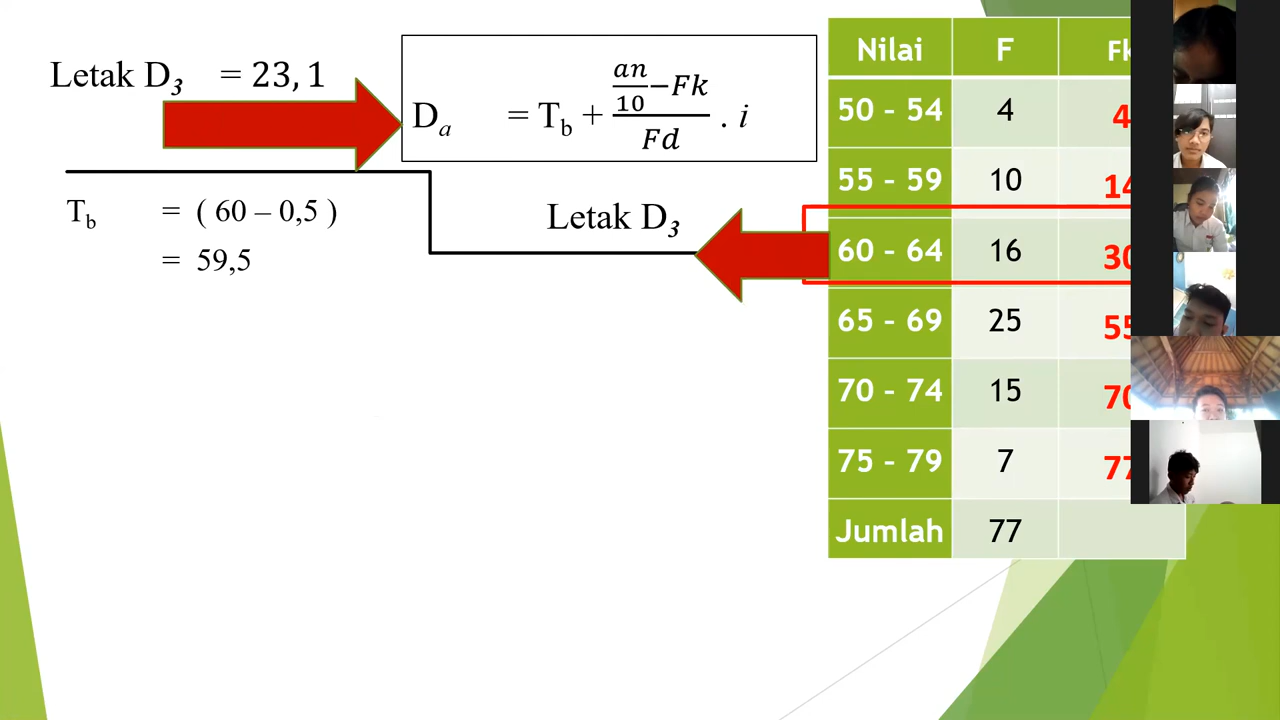 Letak D3 = 23,1
Da = Tb + an/10 −Fk / Fd . i
Tb = ( 60 – 0,5 )
= 59,5
Letak D3
Nilai F Fk
50 - 54 4 4
55 - 59 10 14
60 - 64 16 30
65 - 69 25 55
70 - 74 15 70
75 - 79 7 77
Jumlah 77